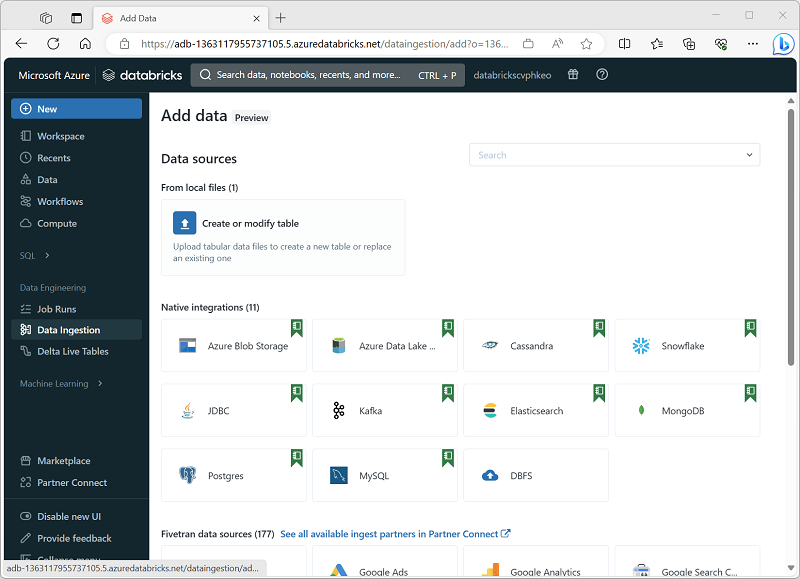 Add Data
https://adb-1363117955737105.5.azuredatabricks.net/dataingestion/add?o=136...
Microsoft Azure
databricks
Search data, notebooks, recents, and more...
CTRL + P
databrickscvphkeo
New
Workspace
Recents
Data
Workflows
Compute
SQL
Data Engineering
Job Runs
Data Ingestion
Delta Live Tables
Machine Learning
Marketplace
Partner Connect
Disable new UI
Provide feedback
Collapse menu
adb-1363117955737105.5.azuredatabricks.net/dataingestion/ad...
Add data Preview
Data sources
Search
From local files (1)
Create or modify table
Upload tabular data files to create a new table or replace
an existing one
Native integrations (11)
Azure Blob Storage
Azure Data Lake ...
Cassandra
Snowflake
JDBC
Kafka
Elasticsearch
MongoDB
Postgres
MySQL
DBFS
Fivetran data sources (177) See all available ingest partners in Partner Connect
Google Ads
Google Analytics
Google Search C...